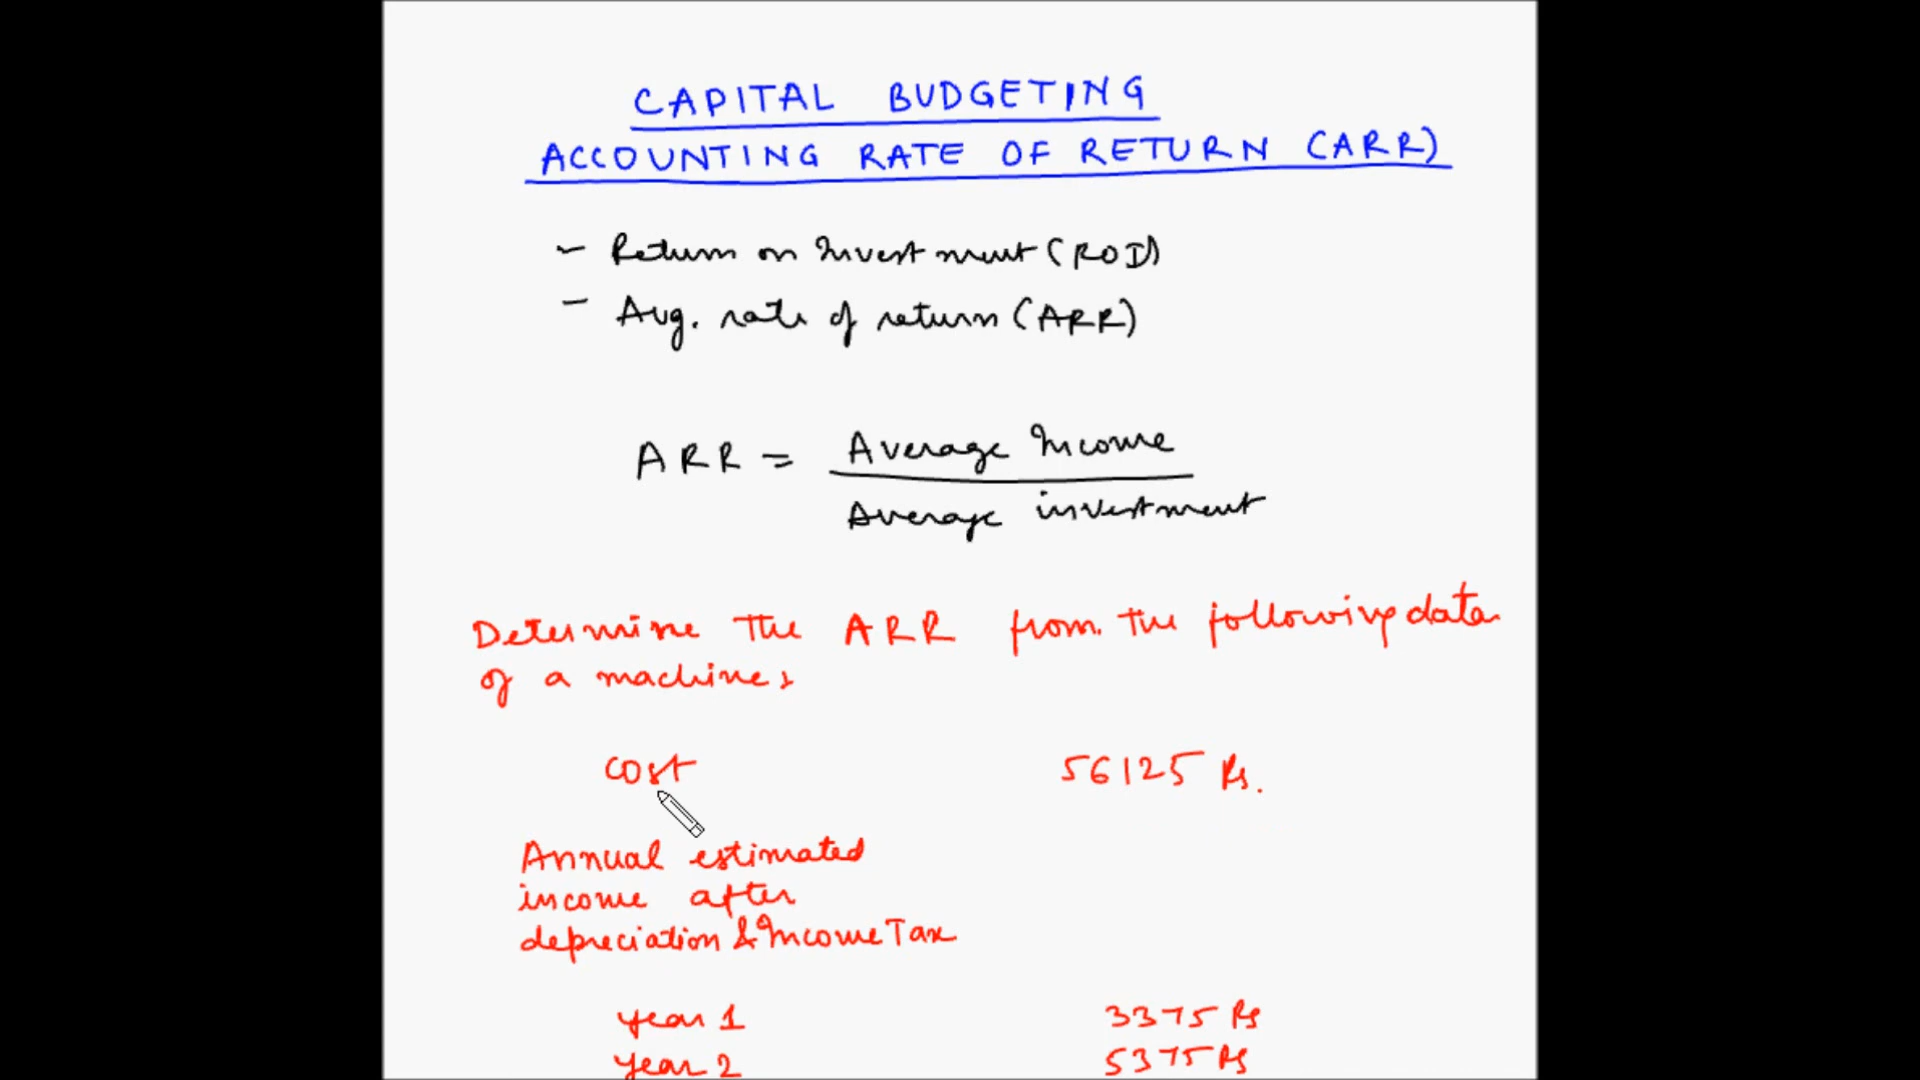 CAPITAL BUDGETING
ACCOUNTING RATE OF RETURN (ARR)
- Return on Investment (ROI)
- Avg. rate of return (ARR)
ARR = Average Income
Average investment
Determine the ARR from the following data
of a machine:
Cost 56125 Rs.
Annual estimated
income after
depreciation & Income Tax
year 1 3375 Rs
year 2 5375 Rs